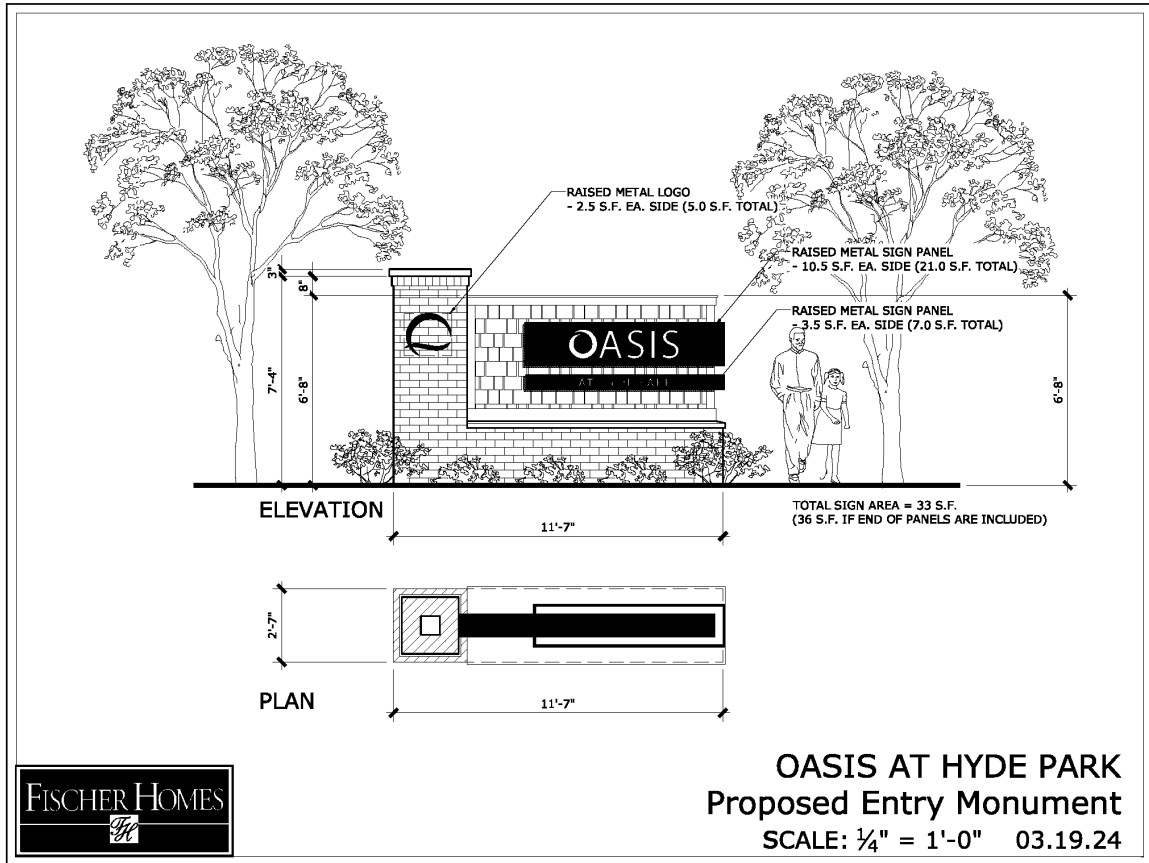 RAISED METAL LOGO
- 2.5 S.F. EA. SIDE (5.0 S.F. TOTAL)
RAISED METAL SIGN PANEL
- 10.5 S.F. EA. SIDE (21.0 S.F. TOTAL)
RAISED METAL SIGN PANEL
- 3.5 S.F. EA. SIDE (7.0 S.F. TOTAL)
3"
8"
7'-4"
6'-8"
OASIS
AT
6'-8"
ELEVATION
TOTAL SIGN AREA = 33 S.F.
(36 S.F. IF END OF PANELS ARE INCLUDED)
11'-7"
2'-7"
PLAN
11'-7"
FISCHER HOMES
FH
OASIS AT HYDE PARK
Proposed Entry Monument
SCALE: ¼" = 1'-0" 03.19.24